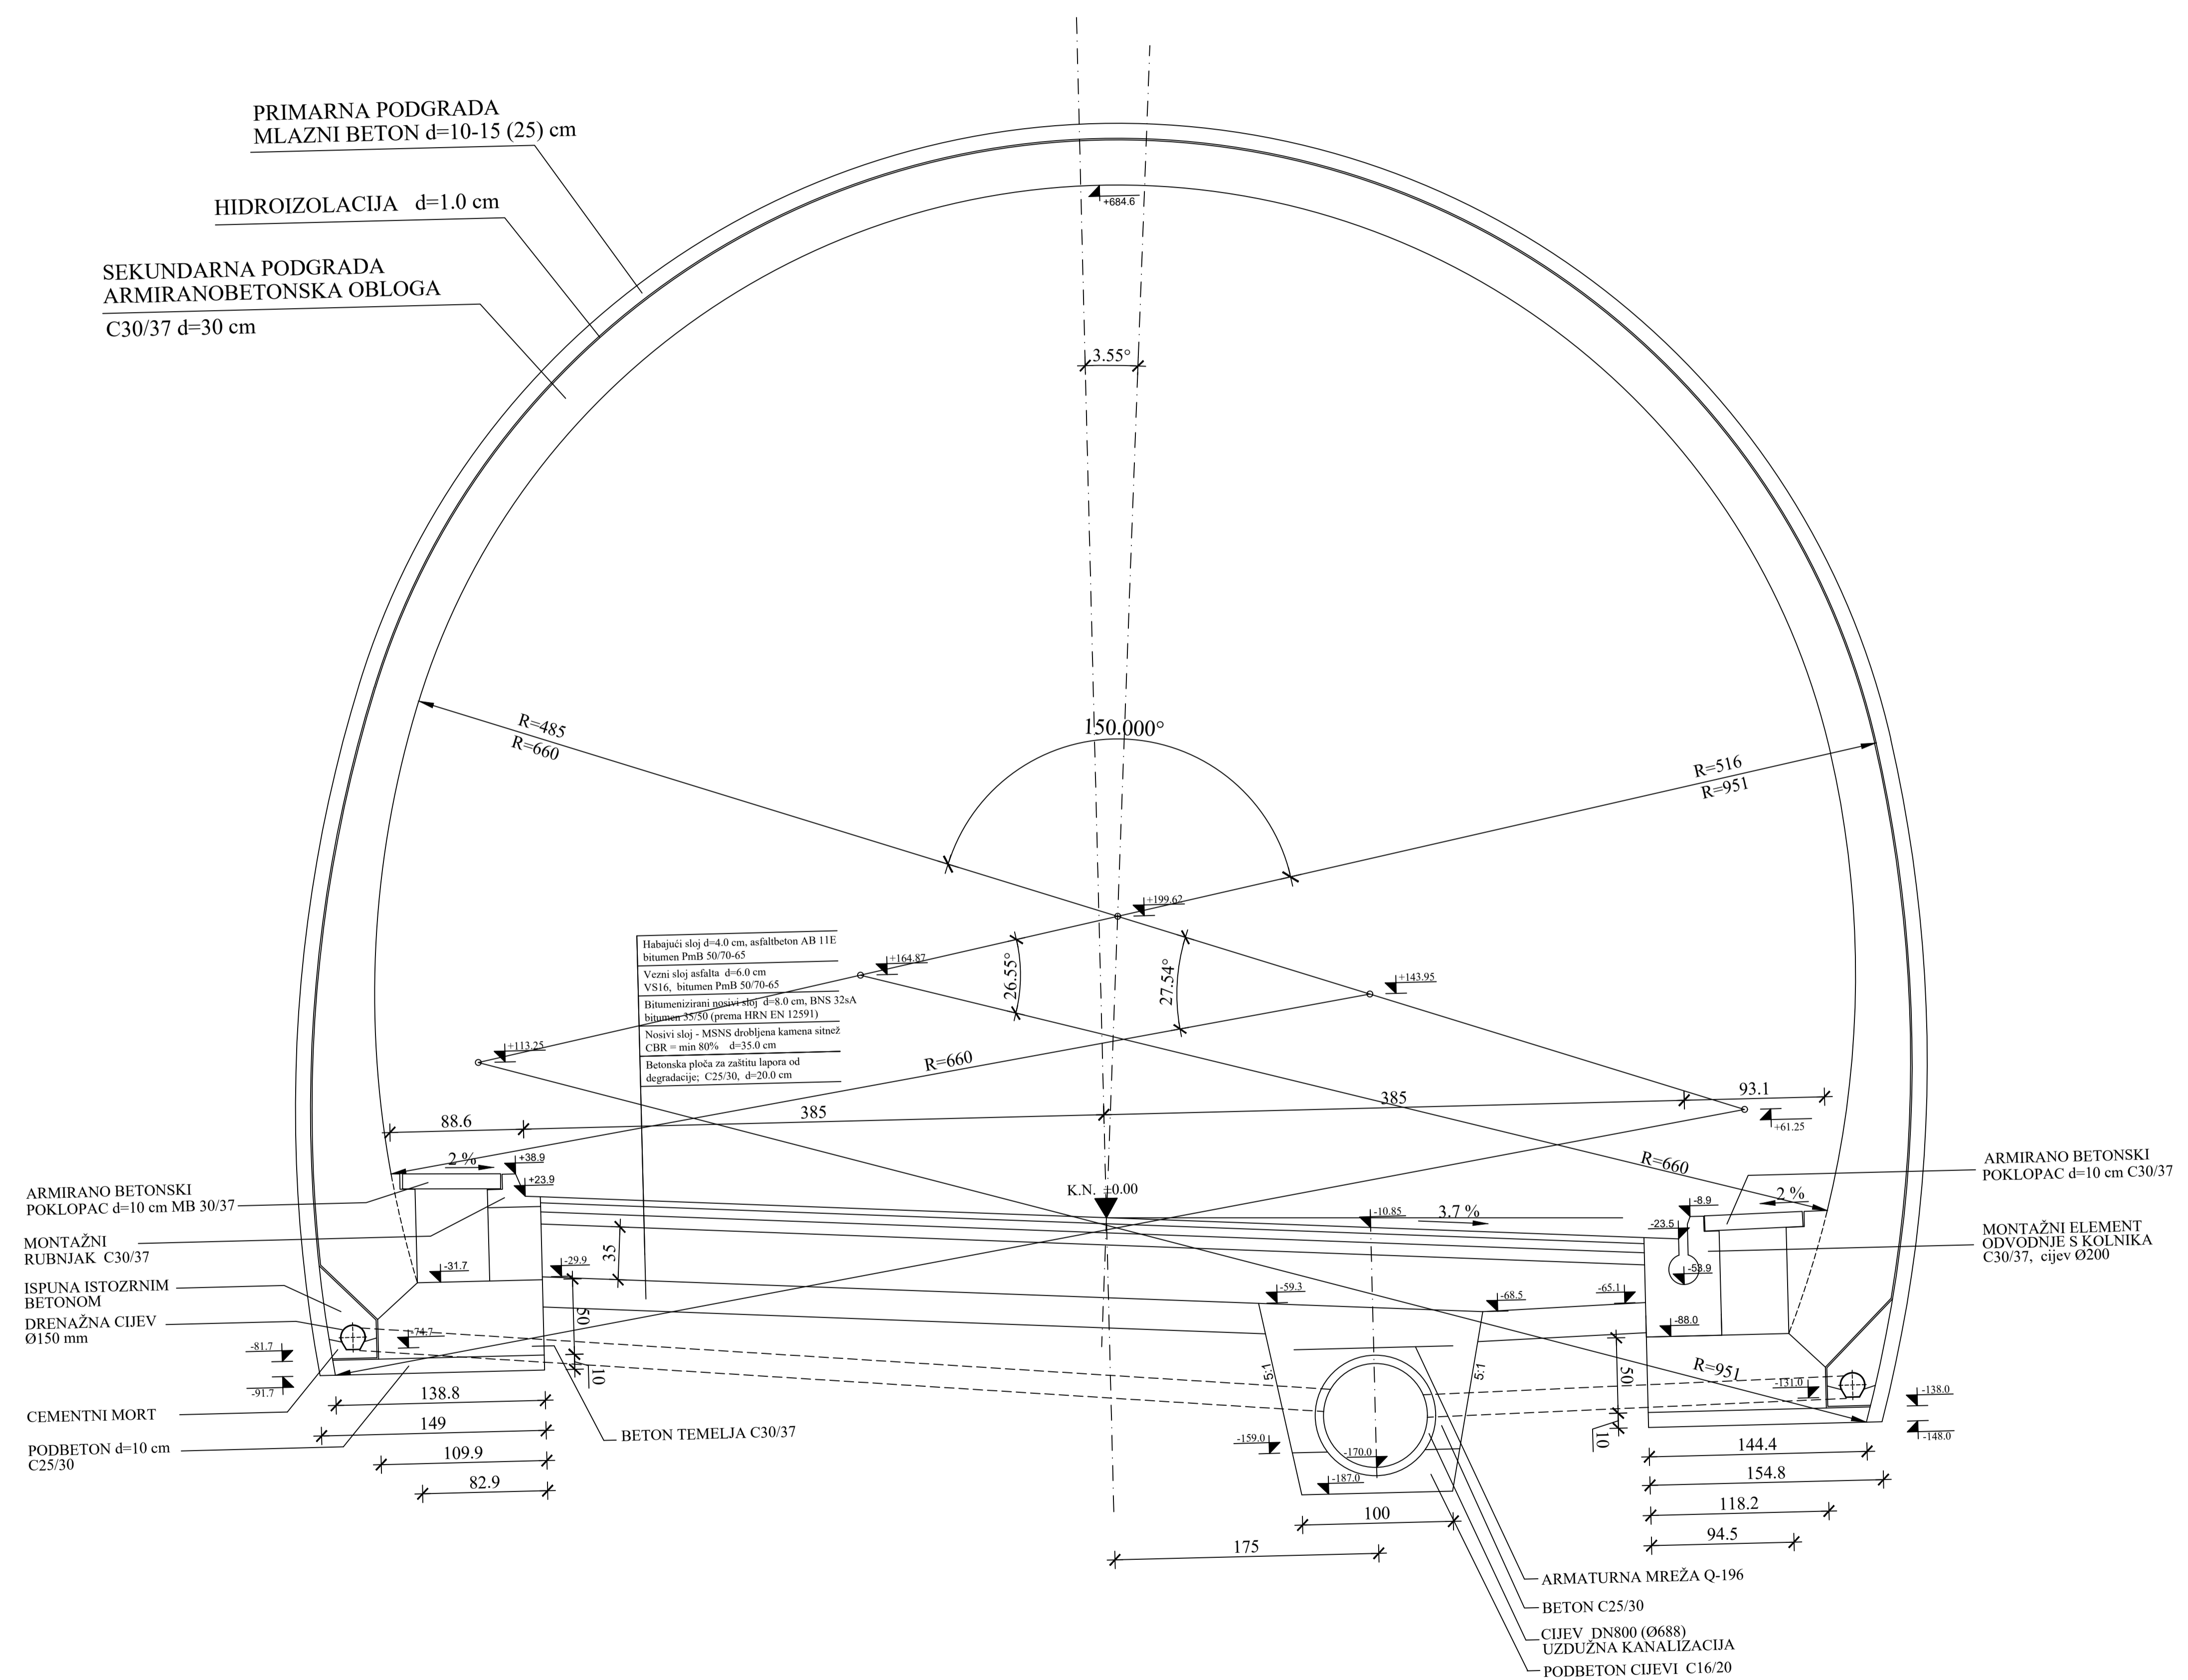 PRIMARNA PODGRADA
MLAZNI BETON d=10-15 (25) cm
HIDROIZOLACIJA d=1.0 cm
SEKUNDARNA PODGRADA
ARMIRANOBETONSKA OBLOGA
C30/37 d=30 cm
+684.6
3.55°
150.000°
R=485
R=660
R=516
R=951
+199.62
+164.87
+143.95
+113.25
+61.25
26.55°
27.54°
R=660
R=660
R=951
Habajući sloj d=4.0 cm, asfaltbeton AB 11E
bitumen PmB 50/70-65
Vezni sloj asfalta d=6.0 cm
VS16, bitumen PmB 50/70-65
Bitumenizirani nosivi sloj d=8.0 cm, BNS 32sA
bitumen 35/50 (prema HRN EN 12591)
Nosivi sloj - MSNS drobljena kamena sitnež
CBR = min 80% d=35.0 cm
Betonska ploča za zaštitu lapora od
degradacije; C25/30, d=20.0 cm
88.6
385
385
93.1
2 %
+38.9
+23.9
K.N. ±0.00
-10.85
3.7 %
-8.9
2 %
-23.5
-53.9
ARMIRANO BETONSKI
POKLOPAC d=10 cm MB 30/37
MONTAŽNI
RUBNJAK C30/37
ISPUNA ISTOZRNIM
BETONOM
DRENAŽNA CIJEV
Ø150 mm
CEMENTNI MORT
PODBETON d=10 cm
C25/30
ARMIRANO BETONSKI
POKLOPAC d=10 cm C30/37
MONTAŽNI ELEMENT
ODVODNJE S KOLNIKA
C30/37, cijev Ø200
-31.7
-29.9
35
50
10
-74.7
-81.7
-91.7
-59.3
-68.5
-65.1
-88.0
5:1
5:1
50
10
-131.0
-138.0
-148.0
-159.0
-170.0
-187.0
138.8
149
109.9
82.9
BETON TEMELJA C30/37
100
175
144.4
154.8
118.2
94.5
ARMATURNA MREŽA Q-196
BETON C25/30
CIJEV DN800 (Ø688)
UZDUŽNA KANALIZACIJA
PODBETON CIJEVI C16/20